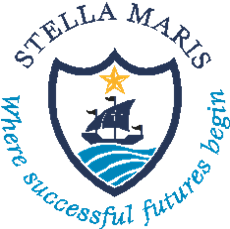 STELLA MARIS
Where successful futures begin